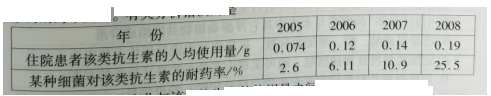 年 份 2005 2006 2007 2008
住院患者该类抗生素的人均使用量/g 0.074 0.12 0.14 0.19
某种细菌对该类抗生素的耐药率/% 2.6 6.11 10.9 25.5